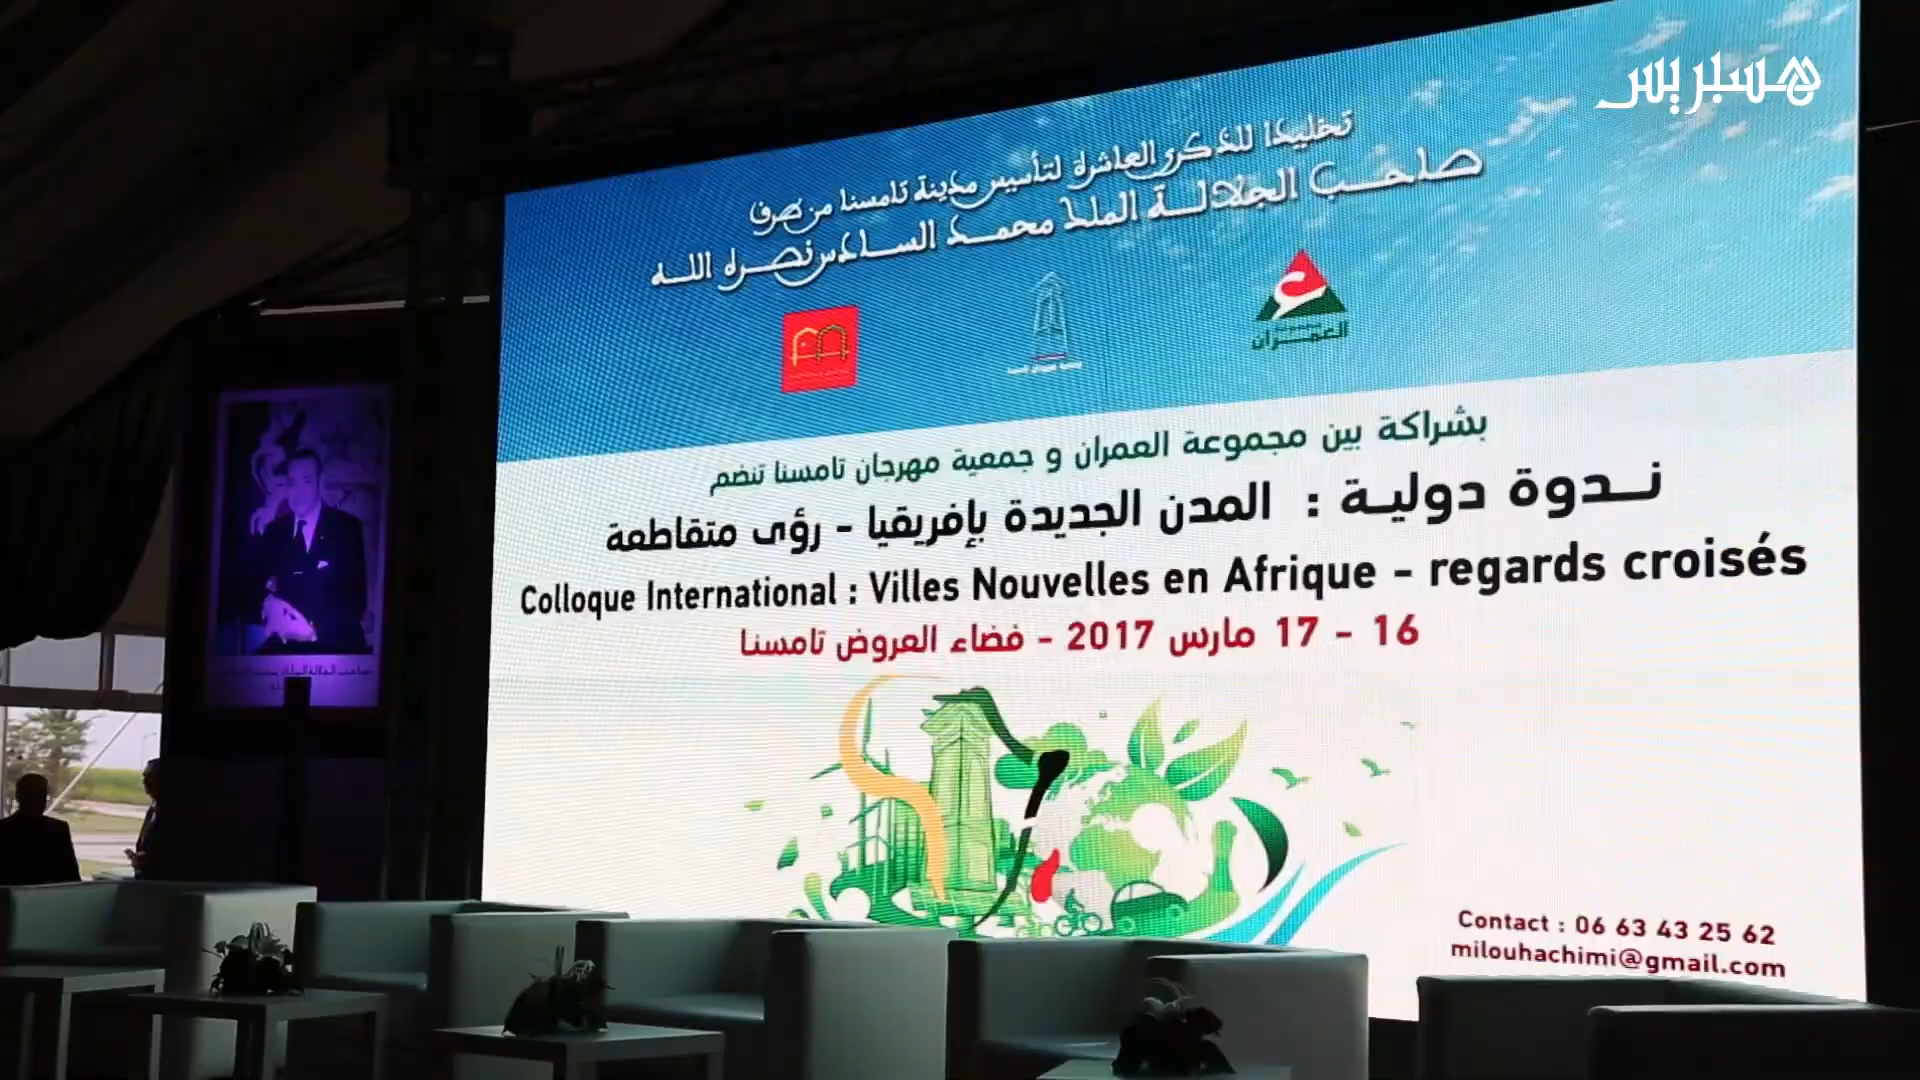 هسبريس
تخليدا للذكرى العاشرة لتأسيس مدينة تامسنا من طرف
صاحب الجلالة الملك محمد السادس نصره الله
العمران
بشراكة بين مجموعة العمران و جمعية مهرجان تامسنا تنضم
ندوة دولية : المدن الجديدة بإفريقيا - رؤى متقاطعة
Colloque International : Villes Nouvelles en Afrique - regards croisés
16 - 17 مارس 2017 - فضاء العروض تامسنا
Contact : 06 63 43 25 62
milouhachimi@gmail.com